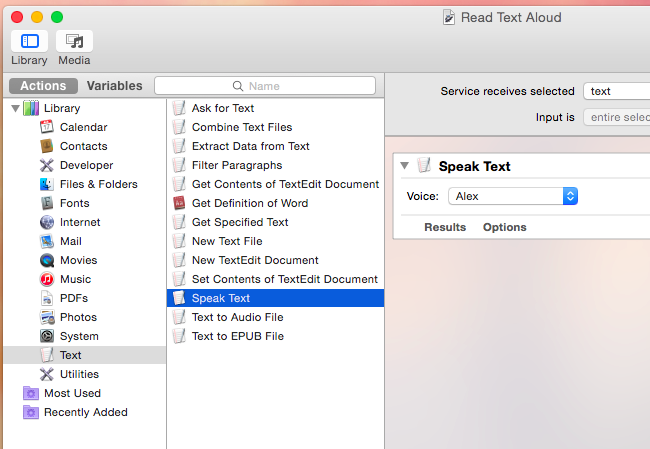 Read Text Aloud
Library
Media
Actions
Variables
Name
Library
Calendar
Contacts
Developer
Files & Folders
Fonts
Internet
Mail
Movies
Music
PDFs
Photos
System
Text
Utilities
Most Used
Recently Added
Ask for Text
Combine Text Files
Extract Data from Text
Filter Paragraphs
Get Contents of TextEdit Document
Get Definition of Word
Get Specified Text
New Text File
New TextEdit Document
Set Contents of TextEdit Document
Speak Text
Text to Audio File
Text to EPUB File
Service receives selected text
Input is entire selec
Speak Text
Voice: Alex
Results Options